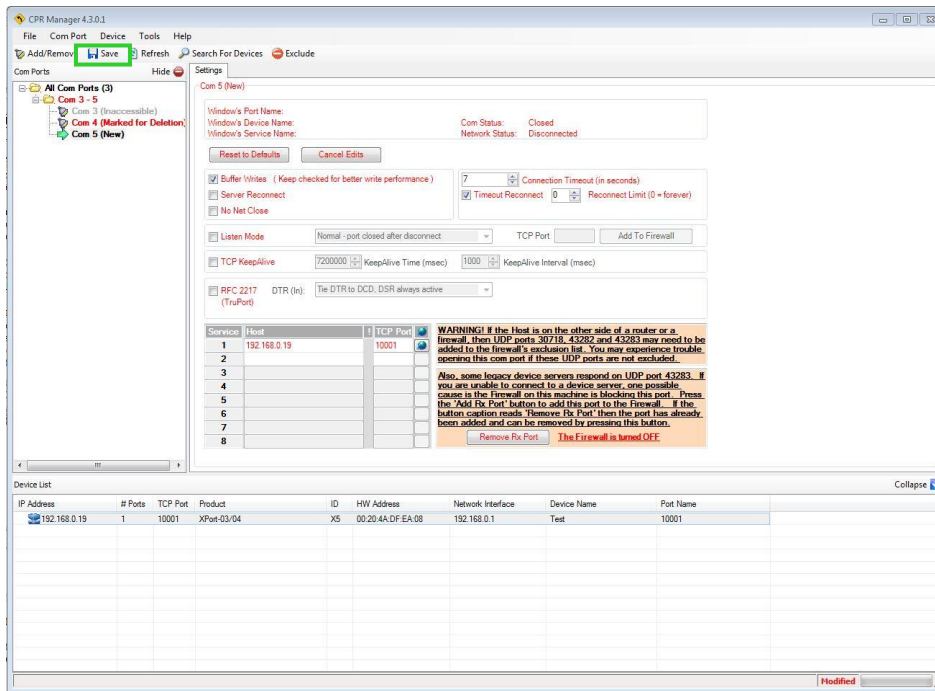 CPR Manager 4.3.0.1
File Com Port Device Tools Help
Add/Remov Save Refresh Search For Devices Exclude
Com Ports Hide Settings
All Com Ports (3)
Com 3 - 5
Com 3 (Inaccessible)
Com 4 (Marked for Deletion)
Com 5 (New)
Com 5 (New)
Window's Port Name:
Window's Device Name: Com Status: Closed
Window's Service Name: Network Status: Disconnected
Reset to Defaults Cancel Edits
Buffer Writes ( Keep checked for better write performance ) 7 Connection Timeout (in seconds)
Server Reconnect Timeout Reconnect 0 Reconnect Limit (0 = forever)
No Net Close
Listen Mode Normal - port closed after disconnect TCP Port Add To Firewall
TCP KeepAlive 7200000 KeepAlive Time (msec) 1000 KeepAlive Interval (msec)
RFC 2217 DTR (In): Tie DTR to DCD, DSR always active
(TruPort)
Service Host ! TCP Port
1 192.168.0.19 10001
2
3
4
5
6
7
8
WARNING! If the Host is on the other side of a router or a
firewall, then UDP ports 30718, 43282 and 43283 may need to be
added to the firewall's exclusion list. You may experience trouble
opening this com port if these UDP ports are not excluded.
Also, some legacy device servers respond on UDP port 43283. If
you are unable to connect to a device server, one possible
cause is the Firewall on this machine is blocking this port. Press
the 'Add Rx Port' button to add this port to the Firewall. If the
button caption reads 'Remove Rx Port' then the port has already
been added and can be removed by pressing this button.
Remove Rx Port The Firewall is turned OFF
Device List Collapse
IP Address # Ports TCP Port Product ID HW Address Network Interface Device Name Port Name
192.168.0.19 1 10001 XPort-03/04 X5 00:20:4A:DF:EA:08 192.168.0.1 Test 10001
Modified